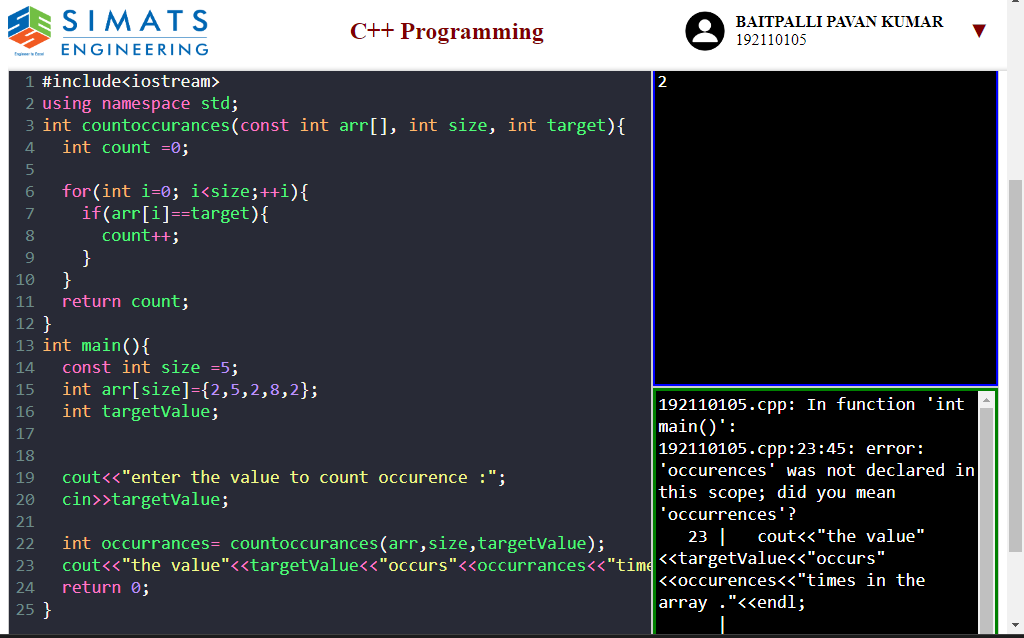 SIMATS
ENGINEERING
Engineer to Excel
C++ Programming
BAITPALLI PAVAN KUMAR
192110105
1 #include<iostream>
2 using namespace std;
3 int countoccurances(const int arr[], int size, int target){
4   int count =0;
5
6   for(int i=0; i<size;++i){
7     if(arr[i]==target){
8       count++;
9     }
10   }
11   return count;
12 }
13 int main(){
14   const int size =5;
15   int arr[size]={2,5,2,8,2};
16   int targetValue;
17
18
19   cout<<"enter the value to count occurence :";
20   cin>>targetValue;
21
22   int occurrances= countoccurances(arr,size,targetValue);
23   cout<<"the value"<<targetValue<<"occurs"<<occurrances<<"time
24   return 0;
25 }
2
192110105.cpp: In function 'int
main()':
192110105.cpp:23:45: error:
'occurences' was not declared in
this scope; did you mean
'occurrences'?
   23 |   cout<<"the value"
<<targetValue<<"occurs"
<<occurences<<"times in the
array ."<<endl;
      |